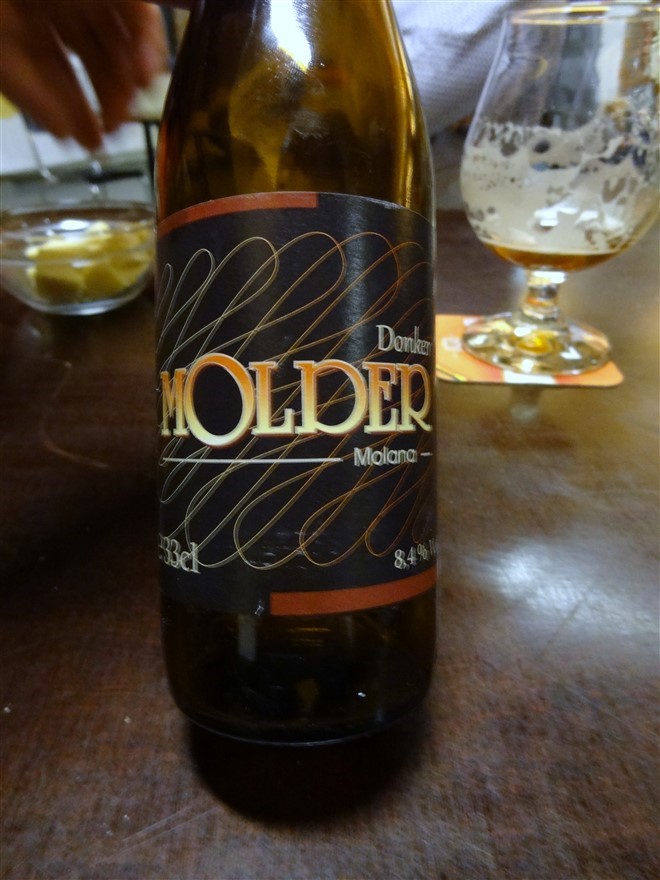 Donker
MOLDER
Molana
33cl
8.4%